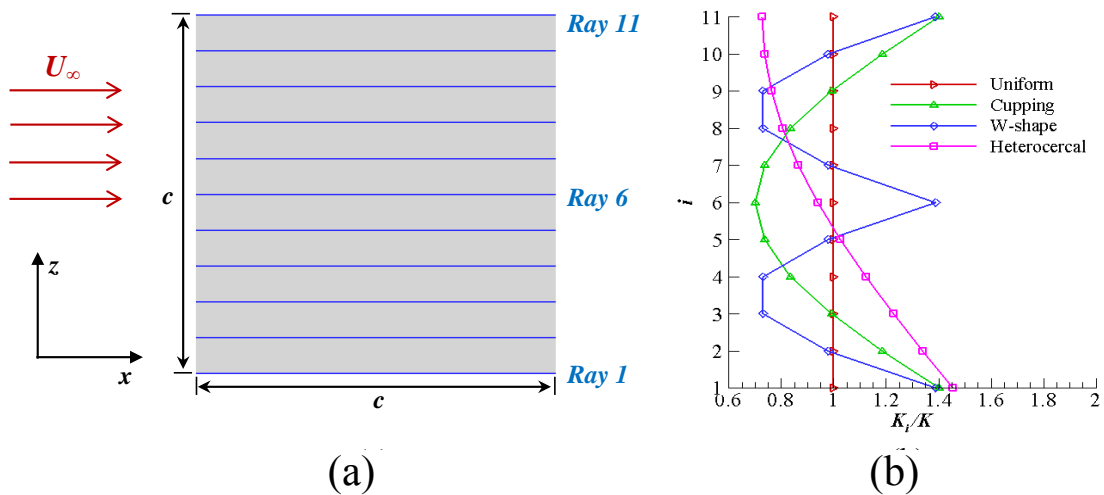 Ray 11
U∞
c
Ray 6
z
x
Ray 1
c
(a)
11
10
9
8
7
6
5
4
3
2
1
i
Uniform
Cupping
W-shape
Heterocercal
0.6 0.8 1 1.2 1.4 1.6 1.8 2
Ki/K
(b)